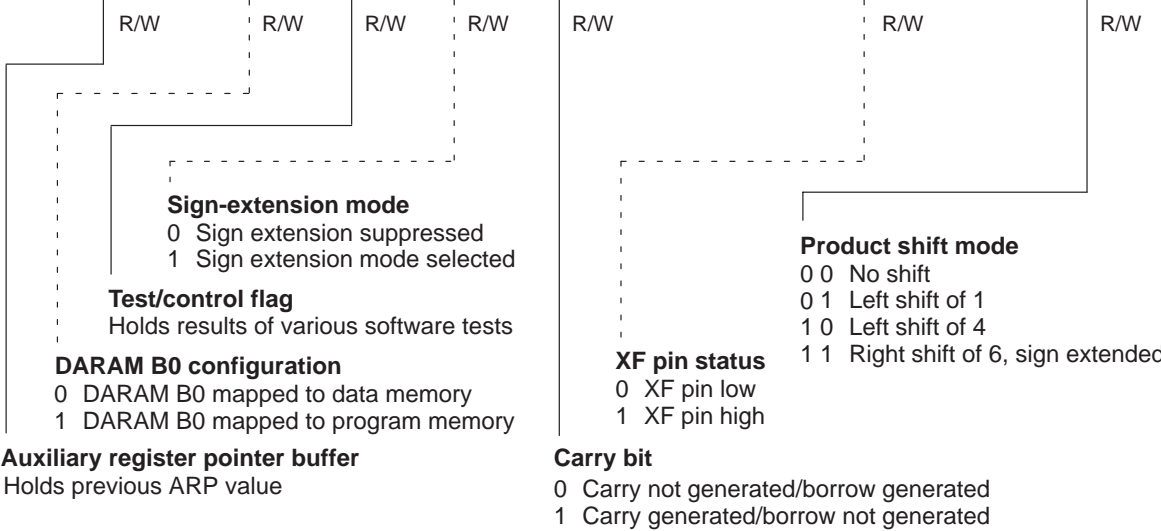 R/W R/W R/W R/W R/W R/W R/W
Sign-extension mode
0 Sign extension suppressed
1 Sign extension mode selected
Test/control flag
Holds results of various software tests
DARAM B0 configuration
0 DARAM B0 mapped to data memory
1 DARAM B0 mapped to program memory
Auxiliary register pointer buffer
Holds previous ARP value
Product shift mode
0 0 No shift
0 1 Left shift of 1
1 0 Left shift of 4
1 1 Right shift of 6, sign extended
XF pin status
0 XF pin low
1 XF pin high
Carry bit
0 Carry not generated/borrow generated
1 Carry generated/borrow not generated